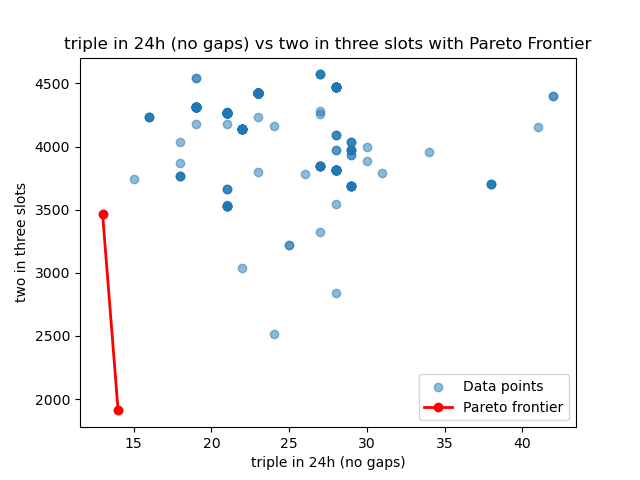 triple in 24h (no gaps) vs two in three slots with Pareto Frontier
4500
4000
3500
3000
2500
2000
two in three slots
15 20 25 30 35 40
triple in 24h (no gaps)
Data points
Pareto frontier